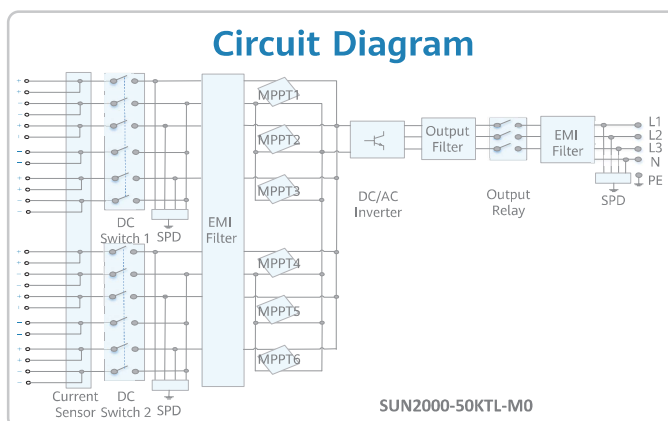 Circuit Diagram
MPPT1
MPPT2
MPPT3
MPPT4
MPPT5
MPPT6
EMI
Filter
DC
Switch 1
SPD
Current
Sensor
DC
Switch 2
SPD
DC/AC
Inverter
Output
Filter
Output
Relay
EMI
Filter
SPD
L1
L2
L3
N
PE
SUN2000-50KTL-M0